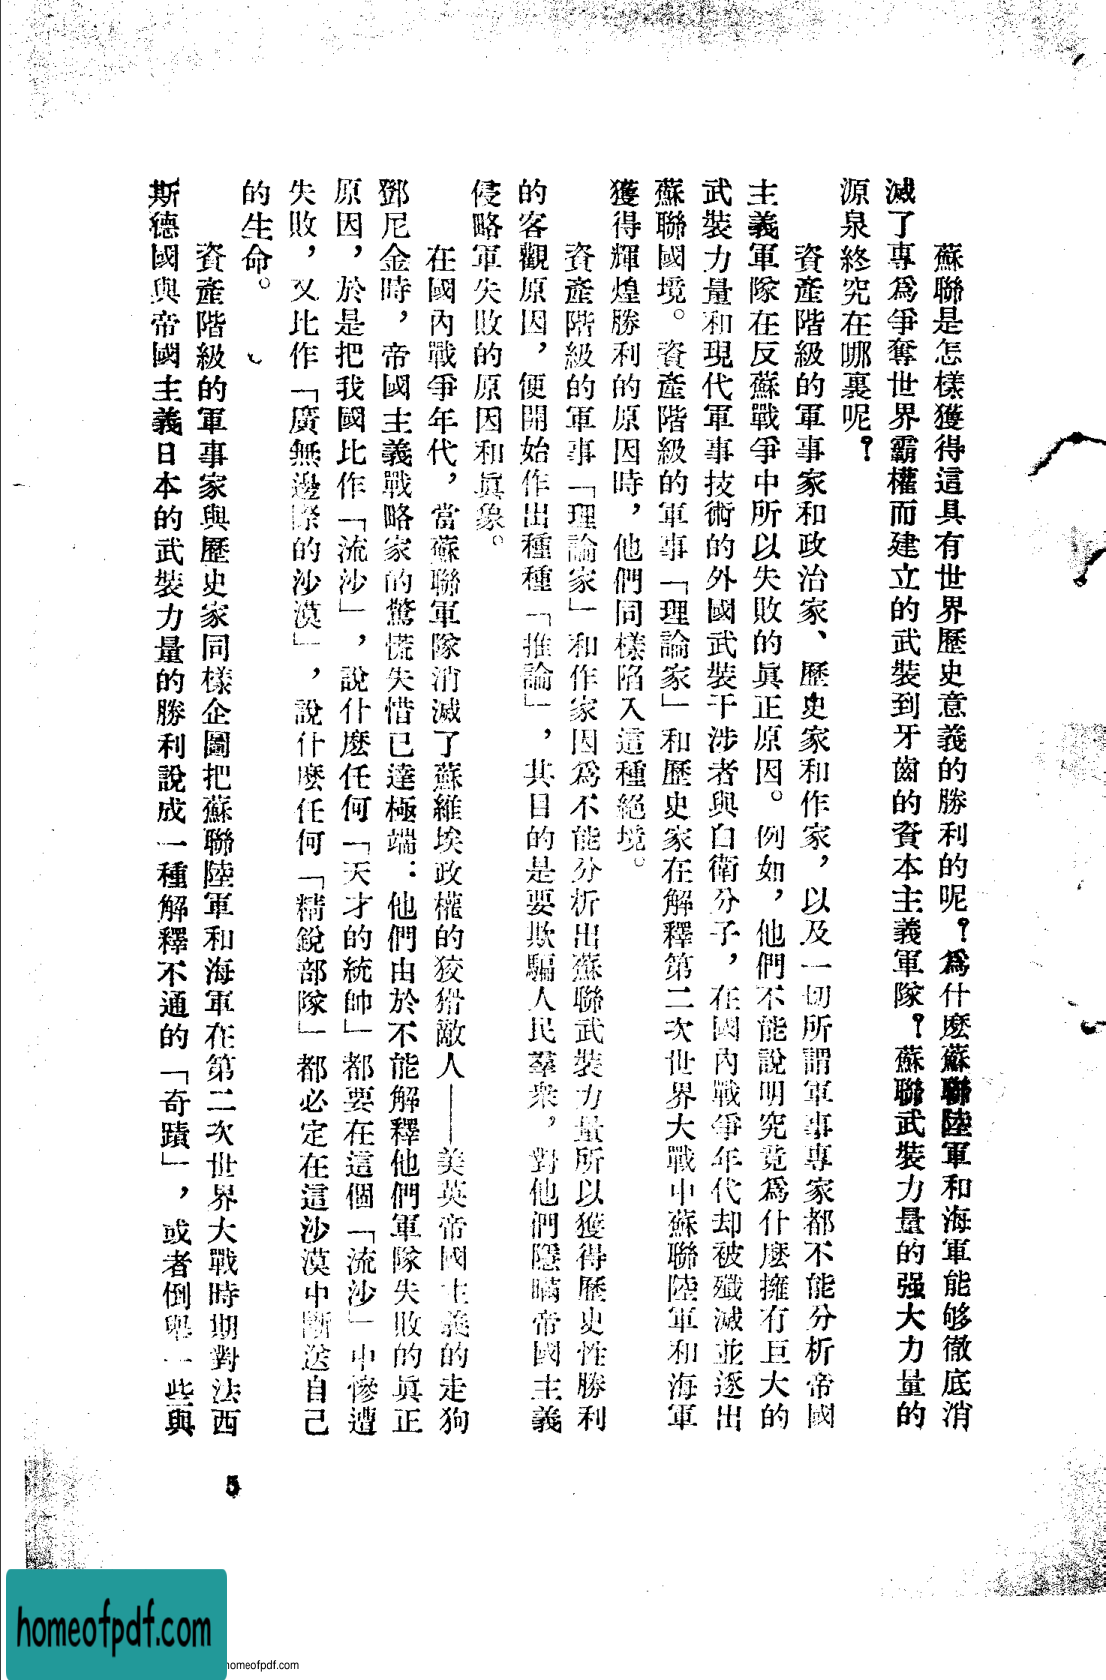 蘇聯是怎樣獲得這具有世界歷史意義的勝利的呢？爲什麽蘇聯陸軍和海軍能够徹底消
滅了專爲爭奪世界霸權而建立的武裝到牙齒的資本主義軍隊？蘇聯武裝力量的强大力量的
源泉終究在哪裏呢？
資產階級的軍事家和政治家、歷史家和作家，以及一切所謂軍事專家都不能分析帝國
主義軍隊在反蘇戰爭中所以失敗的眞正原因。例如，他們不能說明究竟爲什麽擁有巨大的
武裝力量和現代軍事技術的外國武裝干涉者與白衛分子，在國內戰爭年代却被殲滅並逐出
蘇聯國境。資產階級的軍事「理論家」和歷史家在解釋第二次世界大戰中蘇聯陸軍和海軍
獲得輝煌勝利的原因時，他們同樣陷入這種絕境。
資產階級的軍事「理論家」和作家因爲不能分析出蘇聯武裝力量所以獲得歷史性勝利
的客觀原因，便開始作出種種「推論」，其目的是要欺騙人民羣衆，對他們隱瞞帝國主義
侵略軍失敗的原因和眞象。
在國內戰爭年代，當蘇聯軍隊消滅了蘇維埃政權的狡猾敵人——美英帝國主義的走狗
鄧尼金時，帝國主義戰略家的驚慌失惜已達極端：他們由於不能解釋他們軍隊失敗的眞正
原因，於是把我國比作「流沙」，說什麽任何「天才的統帥」都要在這個「流沙」中慘遭
失敗，又比作「廣無邊際的沙漠」，說什麽任何「精銳部隊」都必定在這沙漠中斷送自己
的生命。
資產階級的軍事家與歷史家同樣企圖把蘇聯陸軍和海軍在第二次世界大戰時期對法西
斯德國與帝國主義日本的武裝力量的勝利說成一種解釋不通的「奇蹟」，或者倒舉一些與
5
homeofpdf.com
homeofpdf.com